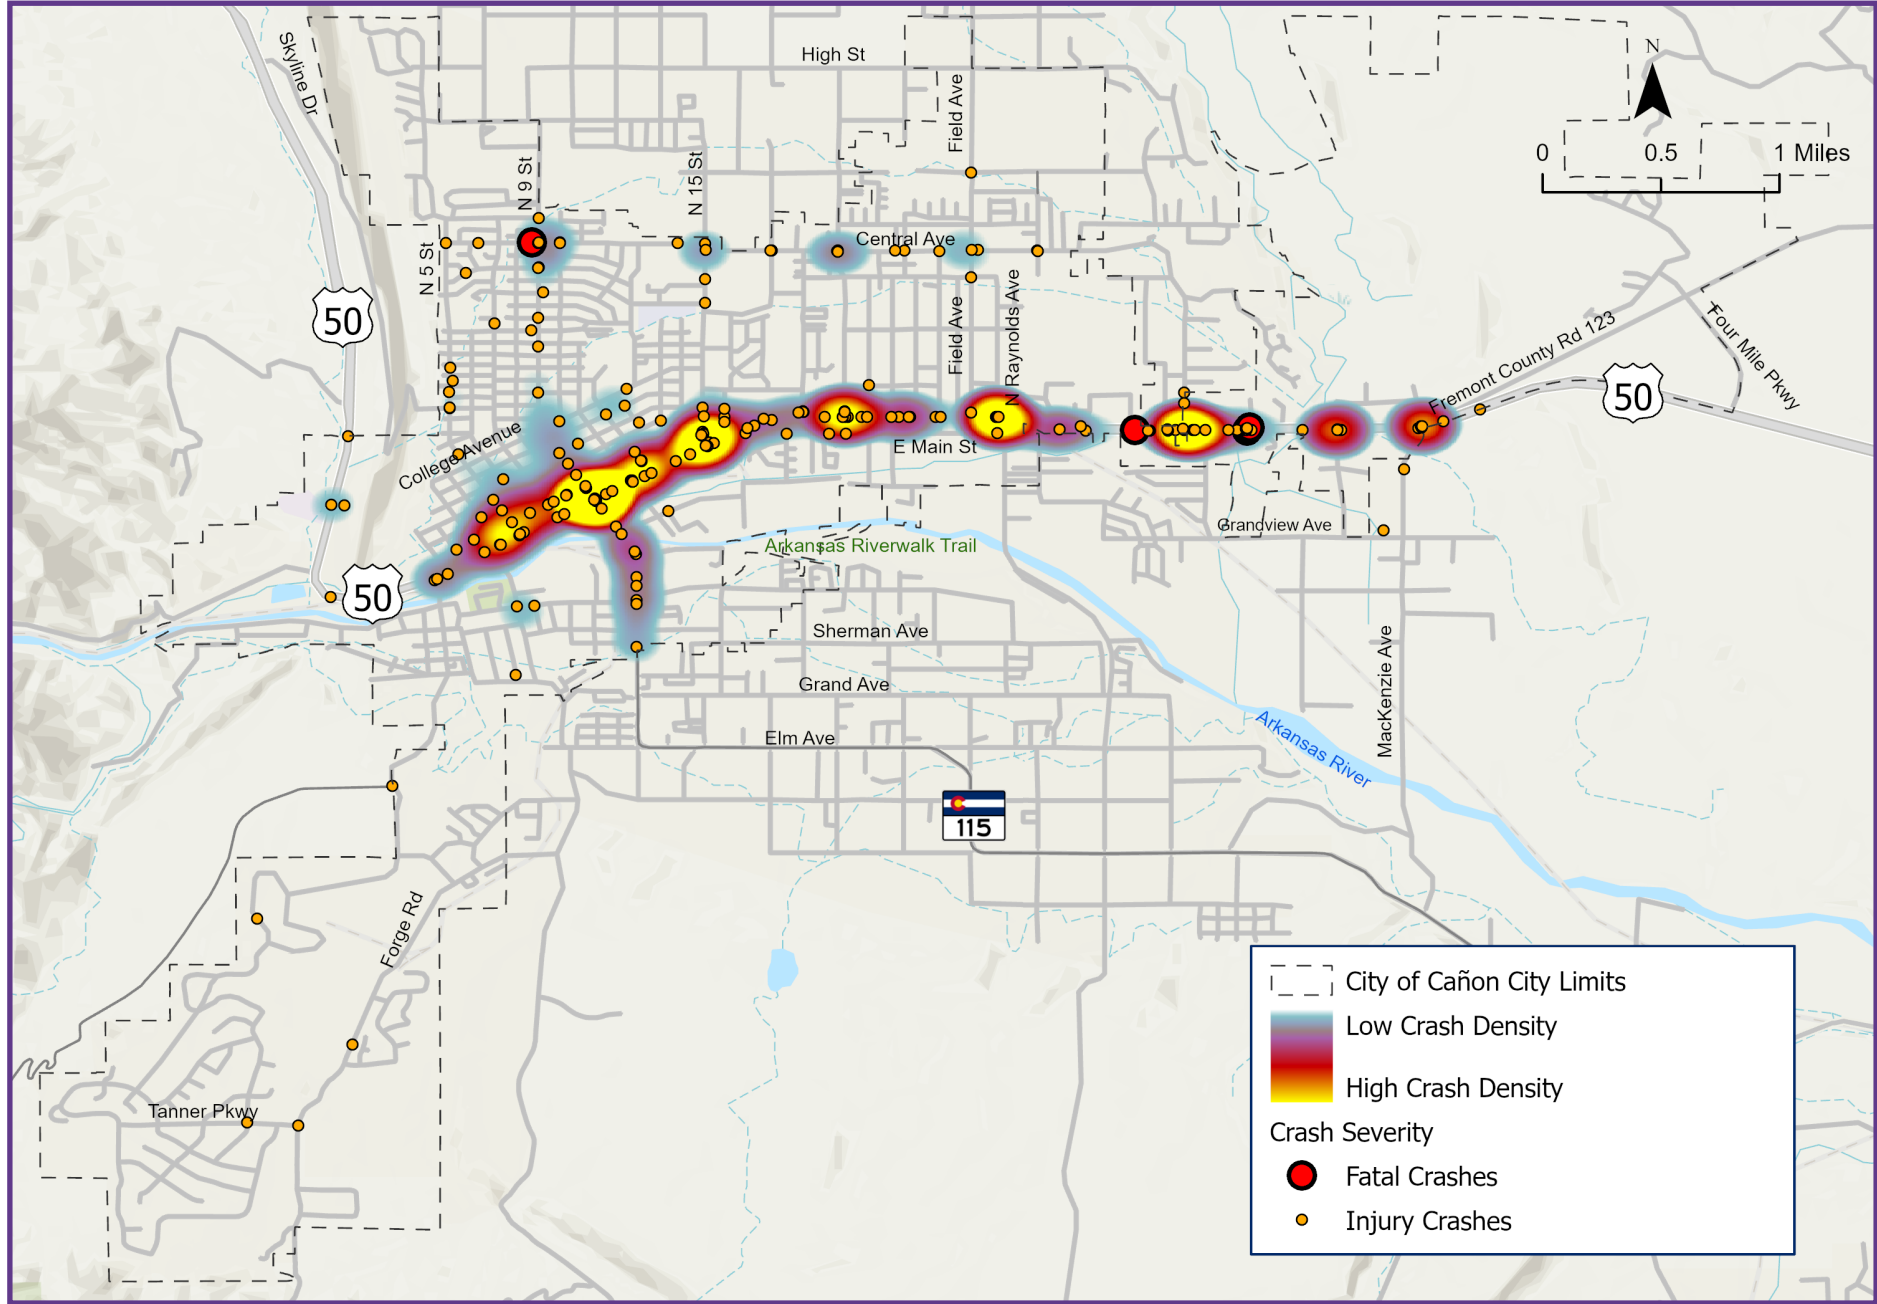 High St
Skyline Dr
N
0 0.5 1 Miles
Field Ave
N 9 St
N 15 St
Central Ave
N 5 St
50
Field Ave
N Raynolds Ave
Fremont County Rd 123
Four Mile Pkwy
50
College Avenue
E Main St
Grandview Ave
Arkansas Riverwalk Trail
50
Sherman Ave
MacKenzie Ave
Grand Ave
Elm Ave
Arkansas River
115
Forge Rd
Tanner Pkwy
City of Cañon City Limits
Low Crash Density
High Crash Density
Crash Severity
Fatal Crashes
Injury Crashes